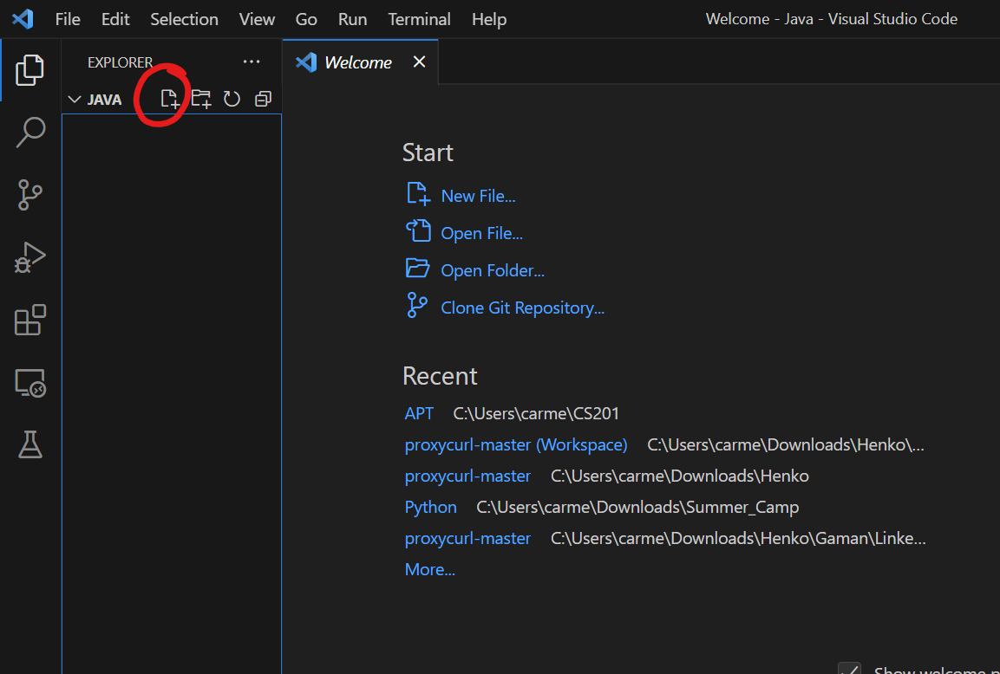 File Edit Selection View Go Run Terminal Help Welcome - Java - Visual Studio Code
EXPLORER
Welcome
JAVA
Start
New File...
Open File...
Open Folder...
Clone Git Repository...
Recent
APT C:\Users\carme\CS201
proxycurl-master (Workspace) C:\Users\carme\Downloads\Henko\...
proxycurl-master C:\Users\carme\Downloads\Henko
Python C:\Users\carme\Downloads\Summer_Camp
proxycurl-master C:\Users\carme\Downloads\Henko\Gaman\Linke...
More...
Show welcome p